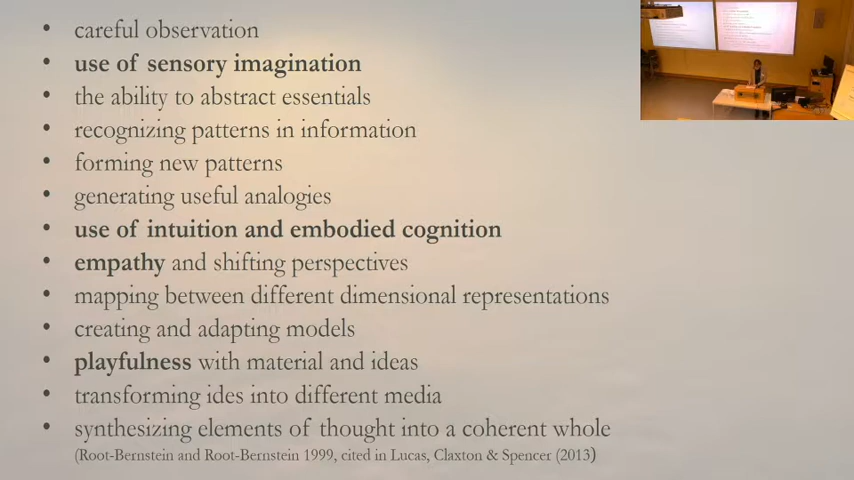 • careful observation
• use of sensory imagination
• the ability to abstract essentials
• recognizing patterns in information
• forming new patterns
• generating useful analogies
• use of intuition and embodied cognition
• empathy and shifting perspectives
• mapping between different dimensional representations
• creating and adapting models
• playfulness with material and ideas
• transforming ides into different media
• synthesizing elements of thought into a coherent whole
(Root-Bernstein and Root-Bernstein 1999, cited in Lucas, Claxton & Spencer (2013)